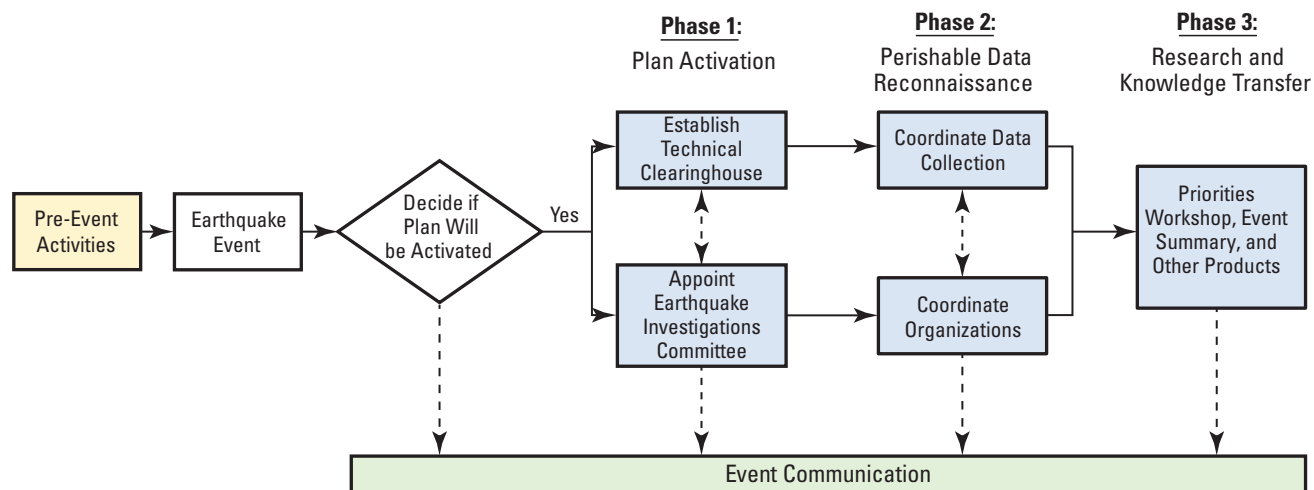 Phase 1:
Plan Activation
Phase 2:
Perishable Data
Reconnaissance
Phase 3:
Research and
Knowledge Transfer
Pre-Event
Activities
Earthquake
Event
Decide if
Plan Will
be Activated
Yes
Establish
Technical
Clearinghouse
Appoint
Earthquake
Investigations
Committee
Coordinate Data
Collection
Coordinate
Organizations
Priorities
Workshop, Event
Summary, and
Other Products
Event Communication